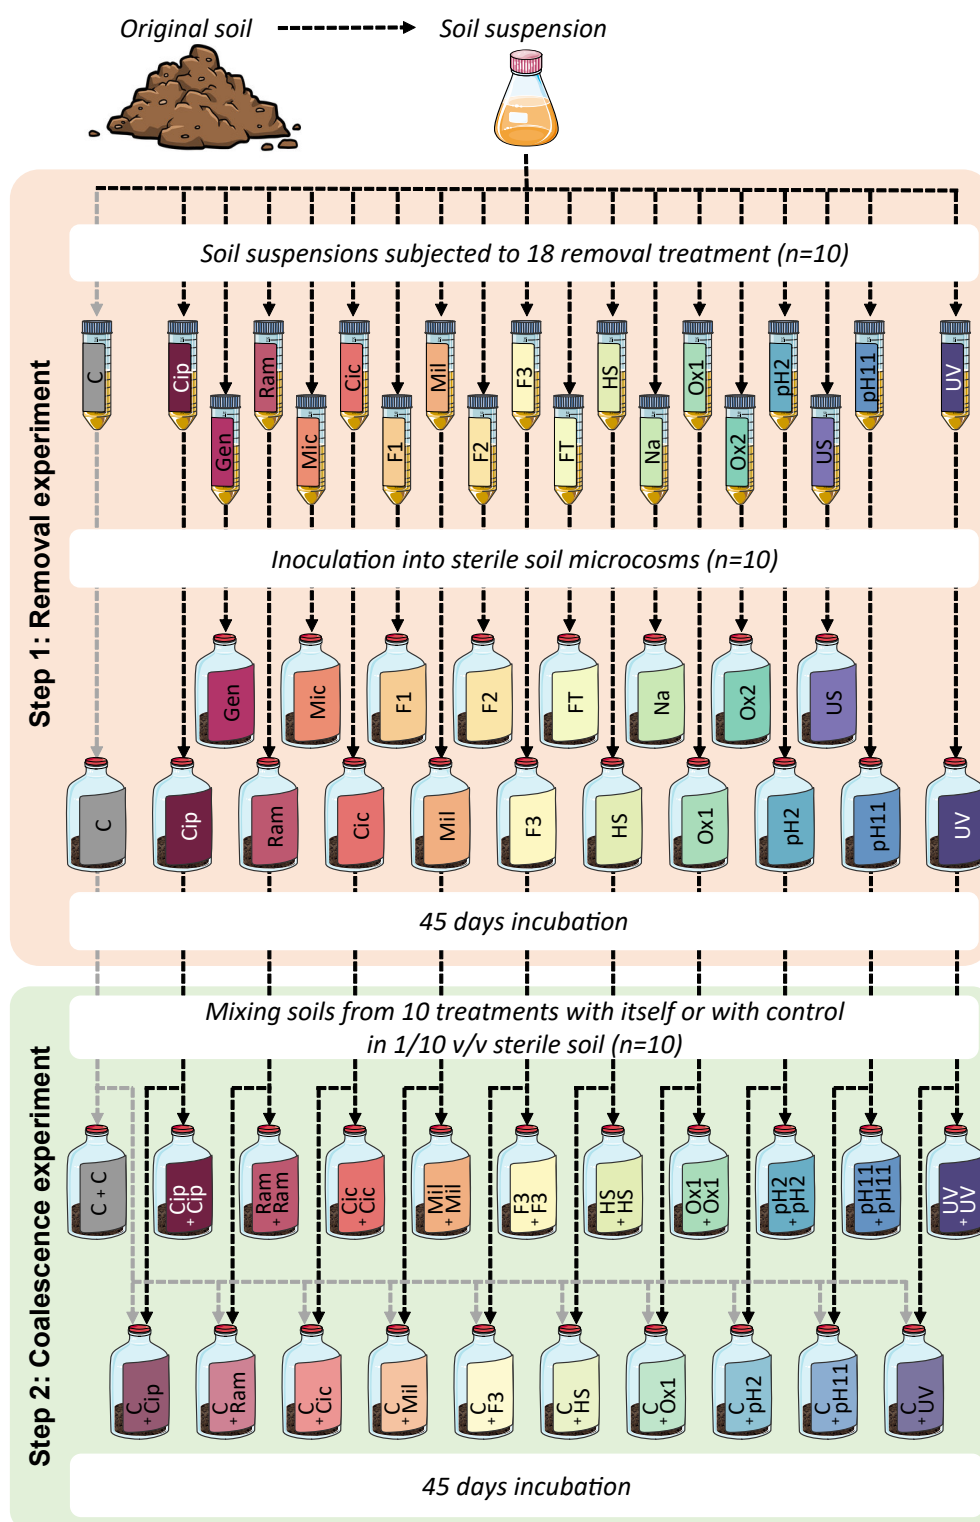 Original soil
Soil suspension
Step 1: Removal experiment
Soil suspensions subjected to 18 removal treatment (n=10)
C
Cip
Ram
Cic
Mil
F3
HS
Ox1
pH2
pH11
UV
Gen
Mic
F1
F2
FT
Na
Ox2
US
Inoculation into sterile soil microcosms (n=10)
Gen
Mic
F1
F2
FT
Na
Ox2
US
C
Cip
Ram
Cic
Mil
F3
HS
Ox1
pH2
pH11
UV
45 days incubation
Step 2: Coalescence experiment
Mixing soils from 10 treatments with itself or with control
in 1/10 v/v sterile soil (n=10)
C + C
Cip
+ Cip
Ram
+ Ram
Cic
+ Cic
Mil
+ Mil
F3
+ F3
HS
+ HS
Ox1
+ Ox1
pH2
+ pH2
pH11
+ pH11
UV
+ UV
C
+ Cip
C
+ Ram
C
+ Cic
C
+ Mil
C
+ F3
C
+ HS
C
+ Ox1
C
+ pH2
C
+ pH11
C
+ UV
45 days incubation